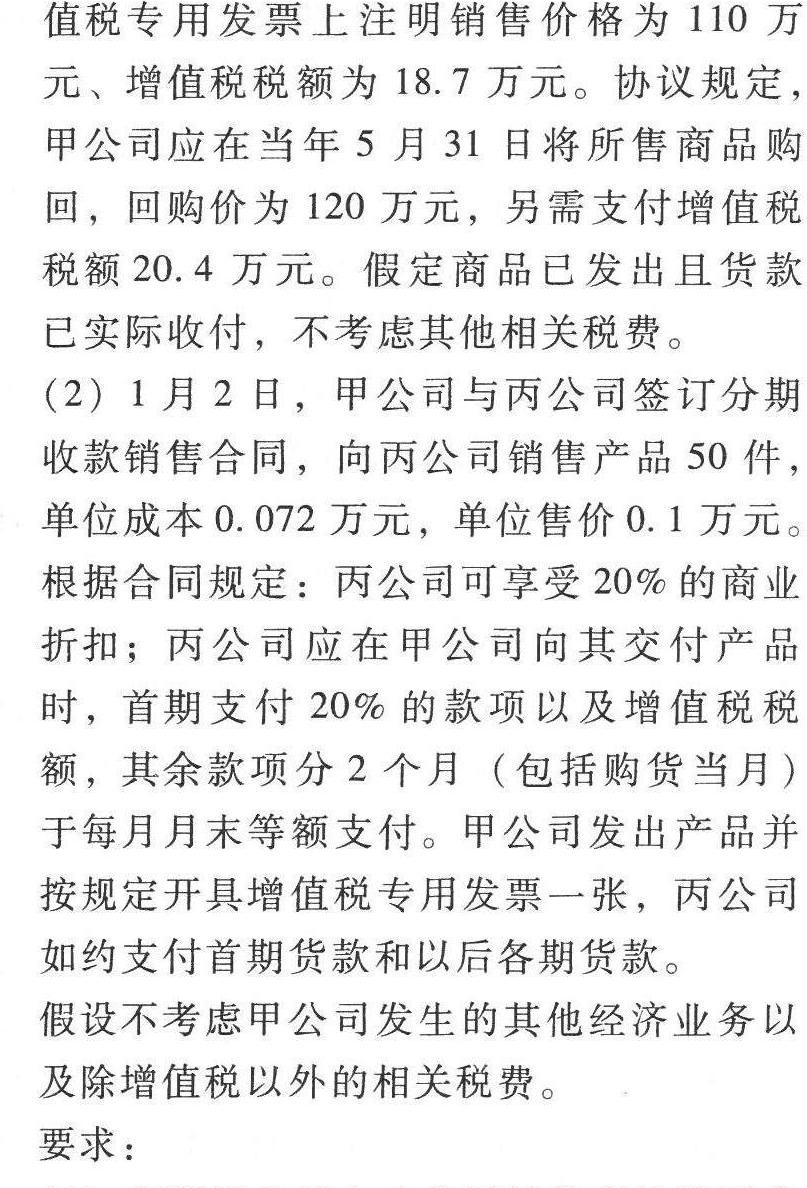 值税专用发票上注明销售价格为 110 万
元、增值税税额为 18.7 万元。协议规定，
甲公司应在当年 5 月 31 日将所售商品购
回，回购价为 120 万元，另需支付增值税
税额 20.4 万元。假定商品已发出且货款
已实际收付，不考虑其他相关税费。
(2) 1 月 2 日，甲公司与丙公司签订分期
收款销售合同，向丙公司销售产品 50 件，
单位成本 0.072 万元，单位售价 0.1 万元。
根据合同规定：丙公司可享受 20% 的商业
折扣；丙公司应在甲公司向其交付产品
时，首期支付 20% 的款项以及增值税税
额，其余款项分 2 个月（包括购货当月）
于每月月末等额支付。甲公司发出产品并
按规定开具增值税专用发票一张，丙公司
如约支付首期货款和以后各期货款。
假设不考虑甲公司发生的其他经济业务以
及除增值税以外的相关税费。
要求：